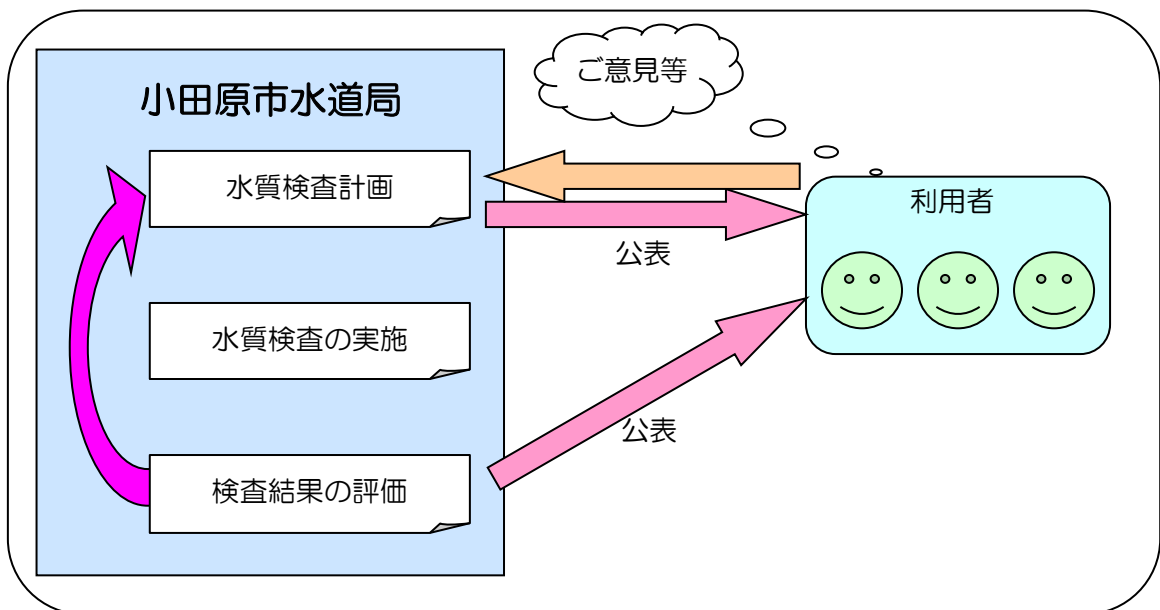 ご意見等
小田原市水道局
水質検査計画
利用者
公表
水質検査の実施
公表
検査結果の評価